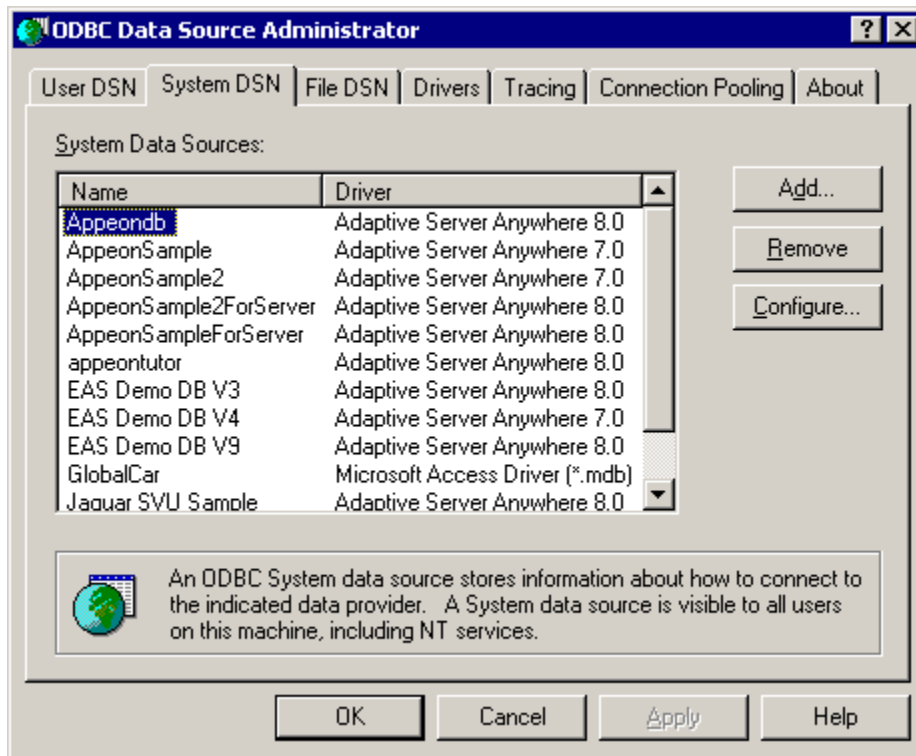 ODBC Data Source Administrator
User DSN System DSN File DSN Drivers Tracing Connection Pooling About
System Data Sources:
Name Driver
Appeondb Adaptive Server Anywhere 8.0
AppeonSample Adaptive Server Anywhere 7.0
AppeonSample2 Adaptive Server Anywhere 7.0
AppeonSample2ForServer Adaptive Server Anywhere 8.0
AppeonSampleForServer Adaptive Server Anywhere 8.0
appeontutor Adaptive Server Anywhere 8.0
EAS Demo DB V3 Adaptive Server Anywhere 8.0
EAS Demo DB V4 Adaptive Server Anywhere 7.0
EAS Demo DB V9 Adaptive Server Anywhere 8.0
GlobalCar Microsoft Access Driver (*.mdb)
Jaguar SVU Sample Adaptive Server Anywhere 8.0
Add...
Remove
Configure...
An ODBC System data source stores information about how to connect to
the indicated data provider. A System data source is visible to all users
on this machine, including NT services.
OK Cancel Apply Help